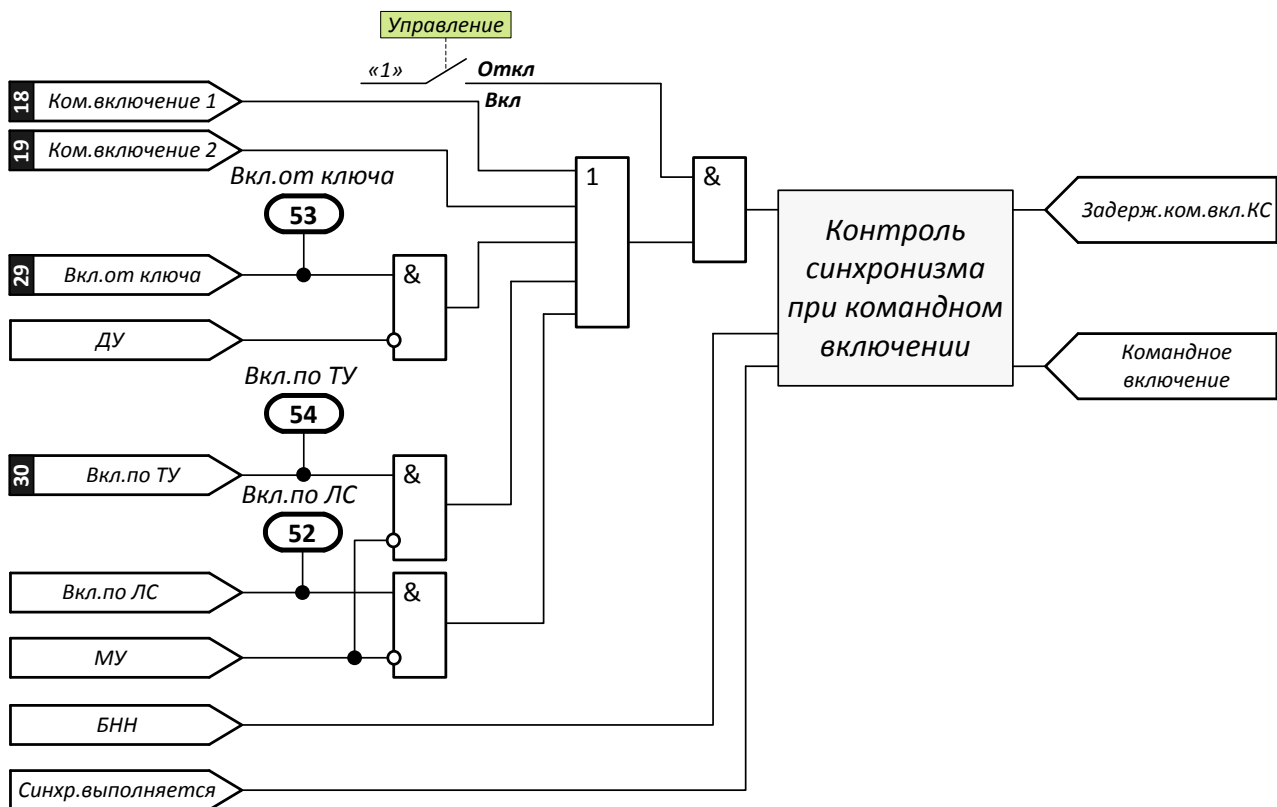 Управление
«1»
Откл
Вкл
18
Ком.включение 1
19
Ком.включение 2
1
&
Вкл.от ключа
53
29
Вкл.от ключа
&
ДУ
Контроль
синхронизма
при командном
включении
Задерж.ком.вкл.КС
Командное
включение
Вкл.по ТУ
54
30
Вкл.по ТУ
&
Вкл.по ЛС
52
Вкл.по ЛС
&
МУ
БНН
Синхр.выполняется